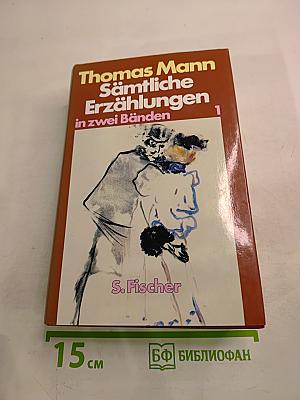 Thomas Mann
Sämtliche
Erzählungen
in zwei Bänden 1
S. Fischer
15 см
БФ БИБЛИОФАН